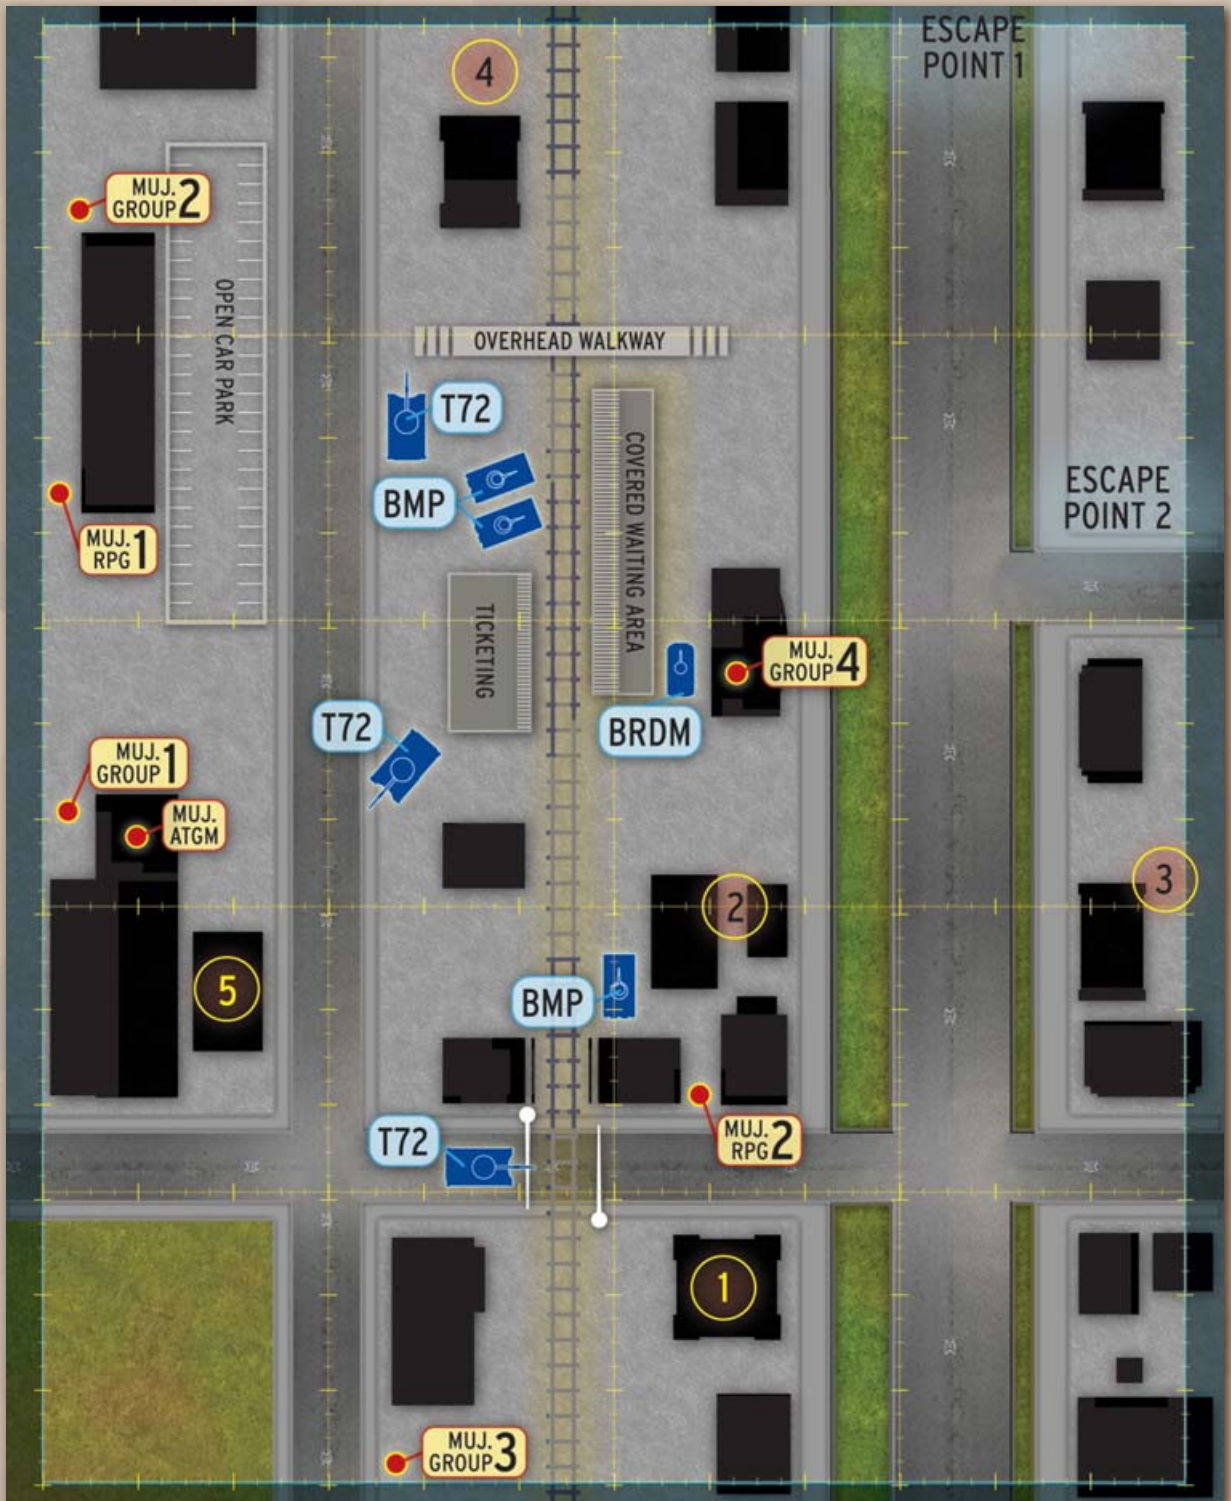 ESCAPE
POINT 1
4
MUJ.
GROUP 2
OPEN CAR PARK
OVERHEAD WALKWAY
T72
COVERED WAITING AREA
BMP
ESCAPE
POINT 2
MUJ.
RPG 1
TICKETING
MUJ.
GROUP 4
T72
BRDM
MUJ.
GROUP 1
MUJ.
ATGM
3
2
5
BMP
T72
MUJ.
RPG 2
1
MUJ.
GROUP 3